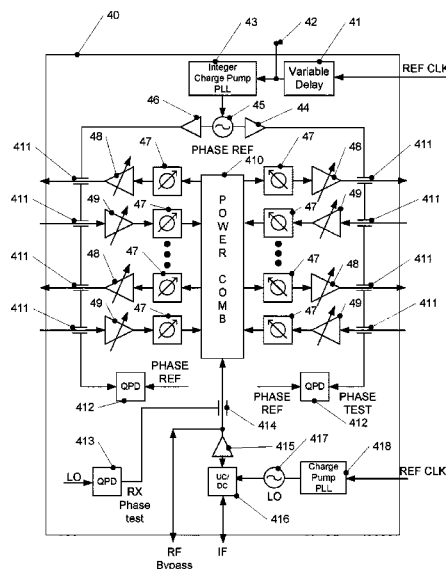 40
43
42
41
Integer
Charge Pump
PLL
Variable
Delay
REF CLK
46
45
44
PHASE REF
411
48
47
410
47
48
411
411
49
47
47
49
411
P
O
W
E
R
C
O
M
B
411
48
47
47
48
411
411
49
47
47
49
411
QPD
PHASE
REF
412
PHASE
REF
QPD
PHASE
TEST
412
414
413
415
417
418
LO
QPD
RX
Phase
test
UC/
DC
LO
Charge
Pump
PLL
REF CLK
416
RF
Bypass
IF